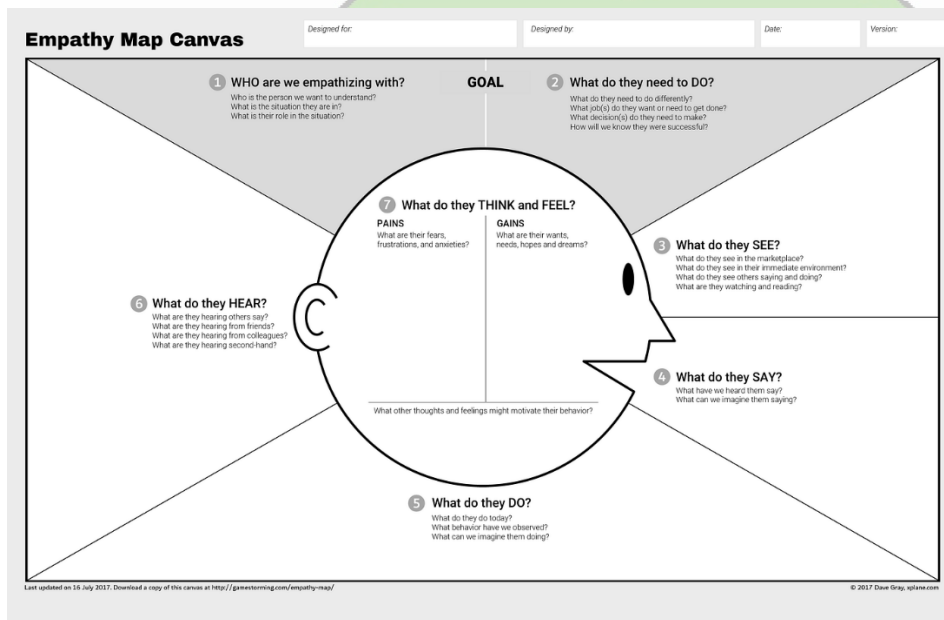 Empathy Map Canvas
Designed for:
Designed by:
Date:
Version:
1 WHO are we empathizing with?
Who is the person we want to understand?
What is the situation they are in?
What is their role in the situation?
GOAL
2 What do they need to DO?
What do they need to do differently?
What job(s) do they want or need to get done?
What decision(s) do they need to make?
How will we know they were successful?
3 What do they SEE?
What do they see in the marketplace?
What do they see in their immediate environment?
What do they see others saying and doing?
What are they watching and reading?
4 What do they SAY?
What have we heard them say?
What can we imagine them saying?
5 What do they DO?
What do they do today?
What behavior have we observed?
What can we imagine them doing?
6 What do they HEAR?
What are they hearing others say?
What are they hearing from friends?
What are they hearing from colleagues?
What are they hearing second-hand?
7 What do they THINK and FEEL?
PAINS
What are their fears,
frustrations, and anxieties?
GAINS
What are their wants,
needs, hopes and dreams?
What other thoughts and feelings might motivate their behavior?
Last updated on 16 July 2017. Download a copy of this canvas at http://gamestorming.com/empathy-map/
© 2017 Dave Gray, xplane.com